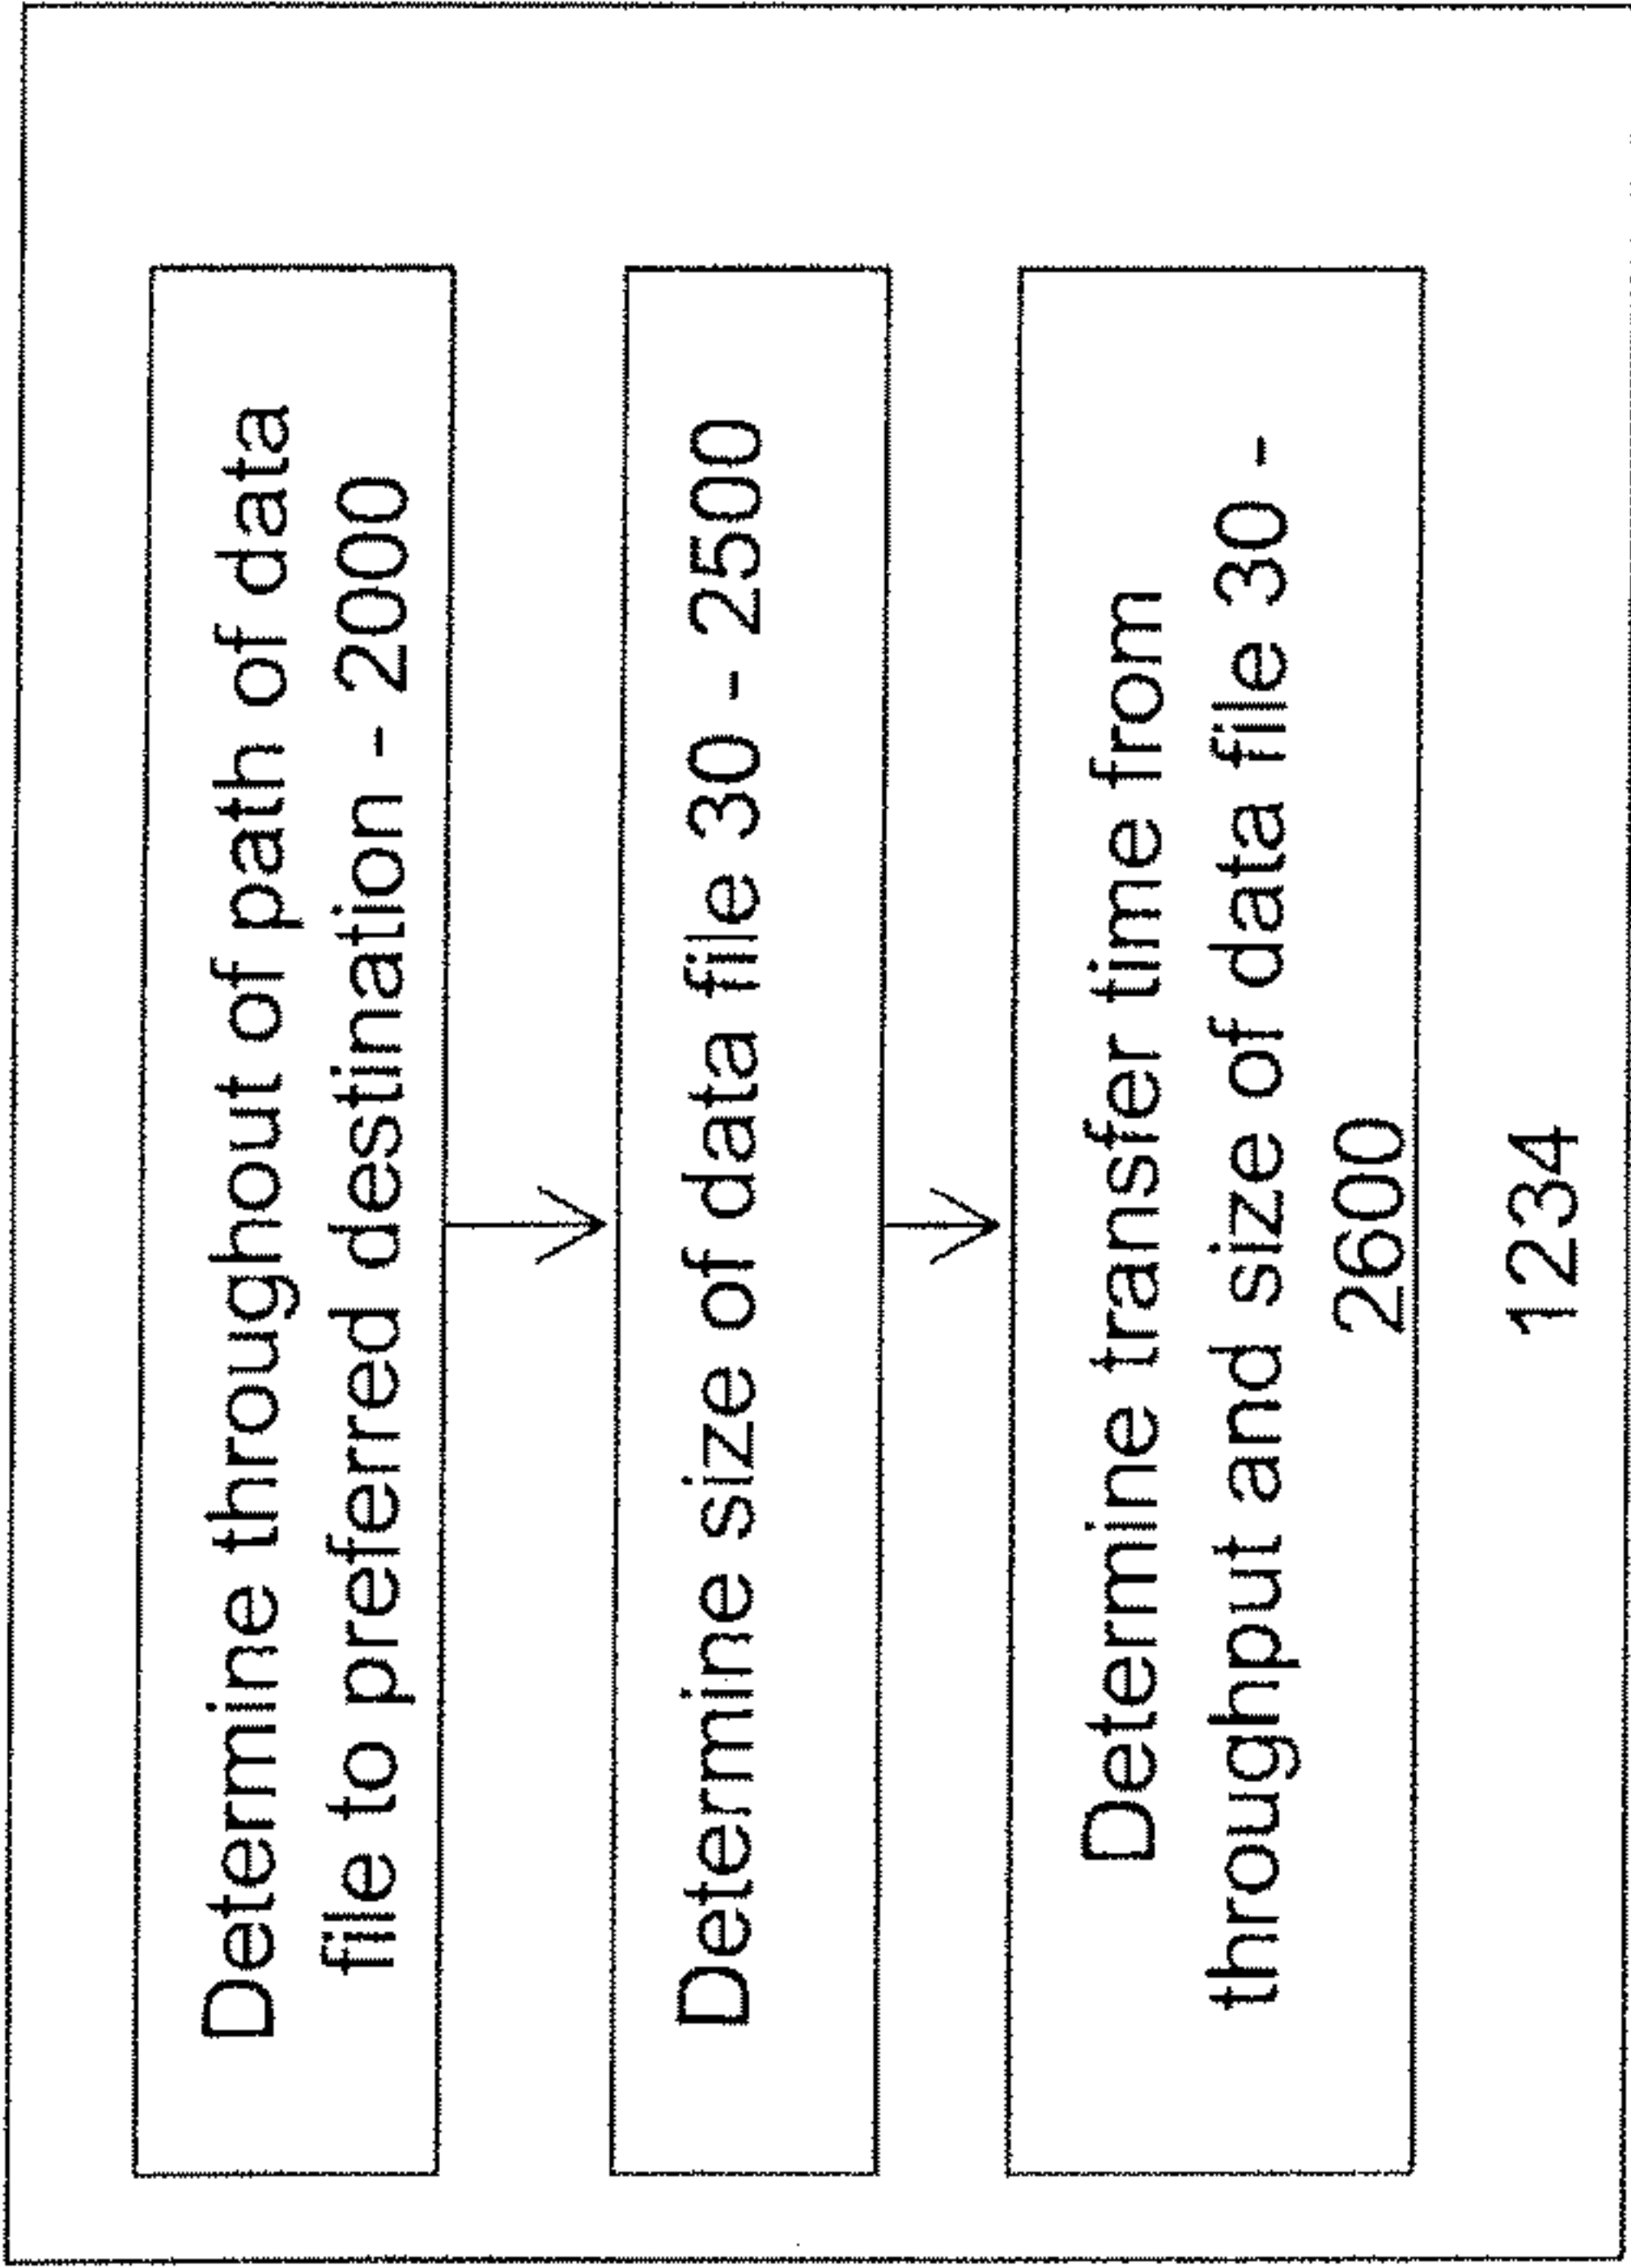 Determine throughout of path of data
file to preferred destination - 2000
Determine size of data file 30 - 2500
Determine transfer time from
throughput and size of data file 30 -
2600
1234